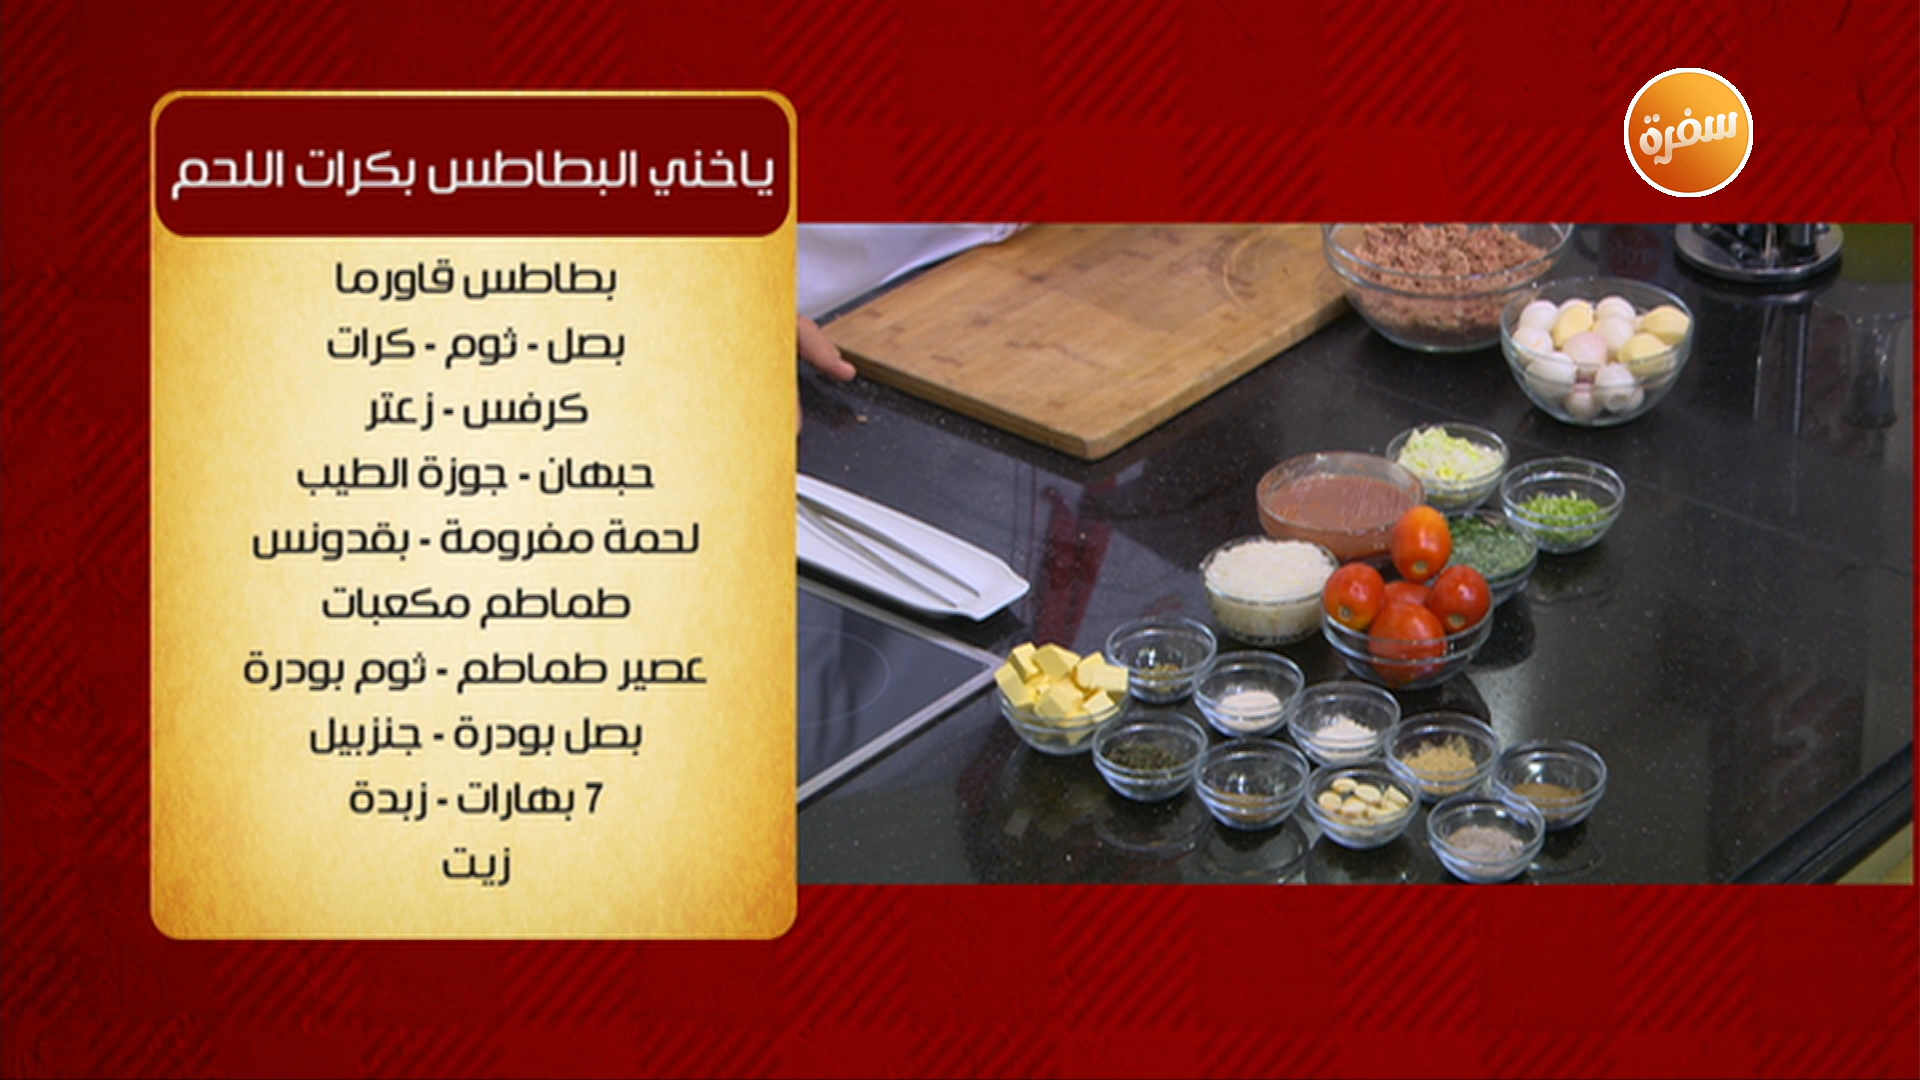 سفرة
ياخني البطاطس بكرات اللحم
بطاطس قاورما
بصل - ثوم - كرات
كرفس - زعتر
حبهان - جوزة الطيب
لحمة مفرومة - بقدونس
طماطم مكعبات
عصير طماطم - ثوم بودرة
بصل بودرة - جنزبيل
7 بهارات - زبدة
زيت